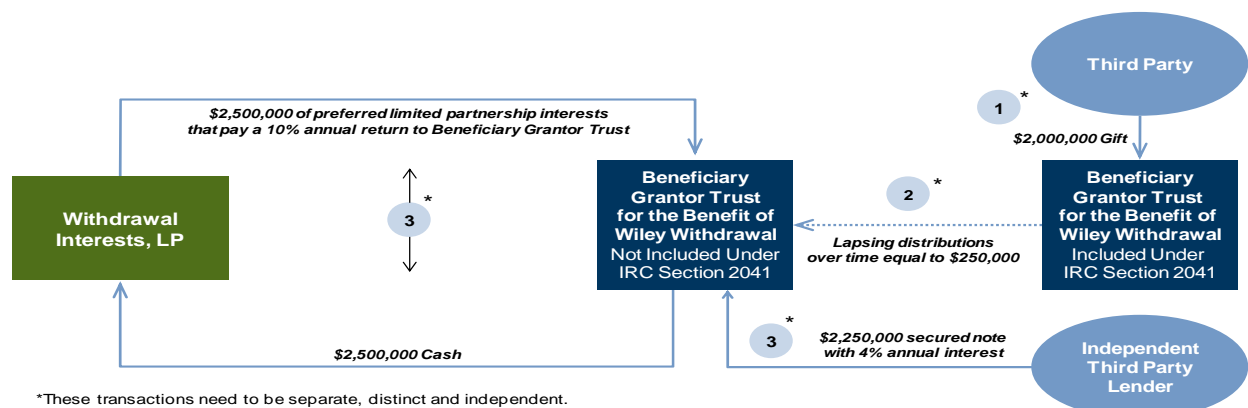 Third Party
1 *
$2,000,000 Gift
$2,500,000 of preferred limited partnership interests
that pay a 10% annual return to Beneficiary Grantor Trust
Withdrawal
Interests, LP
3 *
Beneficiary
Grantor Trust
for the Benefit of
Wiley Withdrawal
Not Included Under
IRC Section 2041
2 *
Lapsing distributions
over time equal to $250,000
Beneficiary
Grantor Trust
for the Benefit of
Wiley Withdrawal
Included Under
IRC Section 2041
$2,500,000 Cash
3 *
$2,250,000 secured note
with 4% annual interest
Independent
Third Party
Lender
*These transactions need to be separate, distinct and independent.